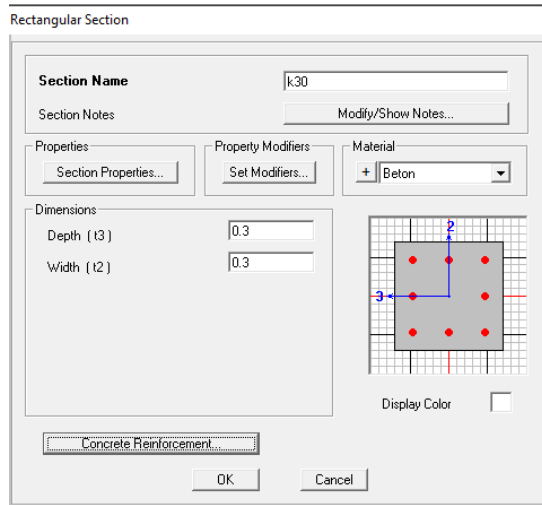 Rectangular Section
Section Name
k30
Section Notes
Modify/Show Notes...
Properties
Property Modifiers
Material
Section Properties...
Set Modifiers...
+
Beton
Dimensions
Depth ( t3 )
0.3
Width ( t2 )
0.3
2
3
Display Color
Concrete Reinforcement...
OK
Cancel